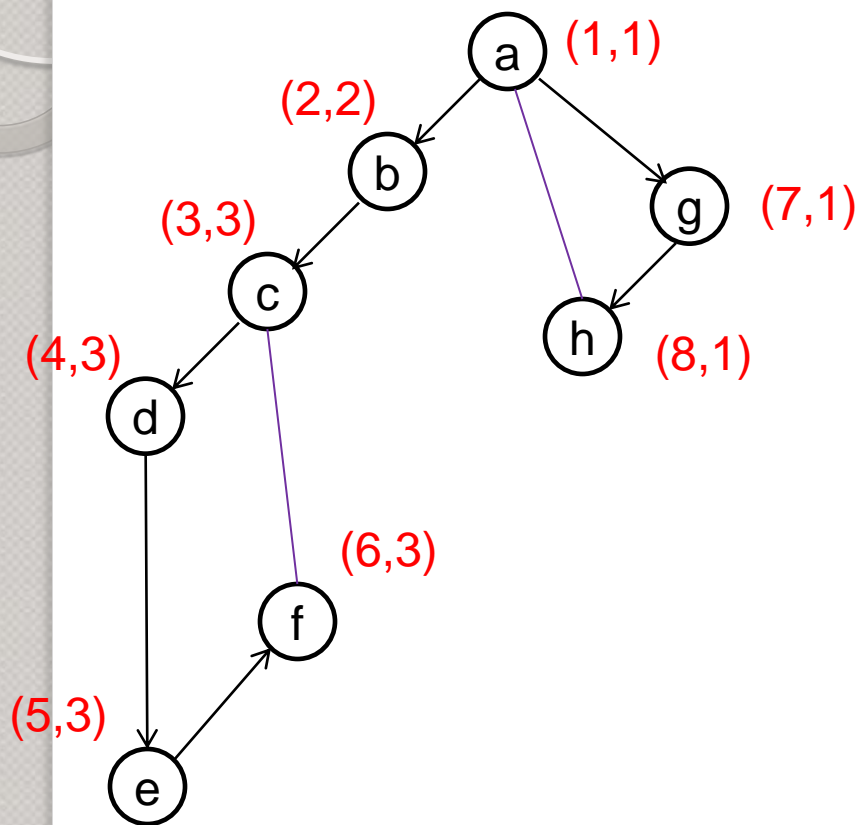 a (1,1)
(2,2)
b
g (7,1)
(3,3)
c
h (8,1)
(4,3)
d
(6,3)
f
(5,3)
e